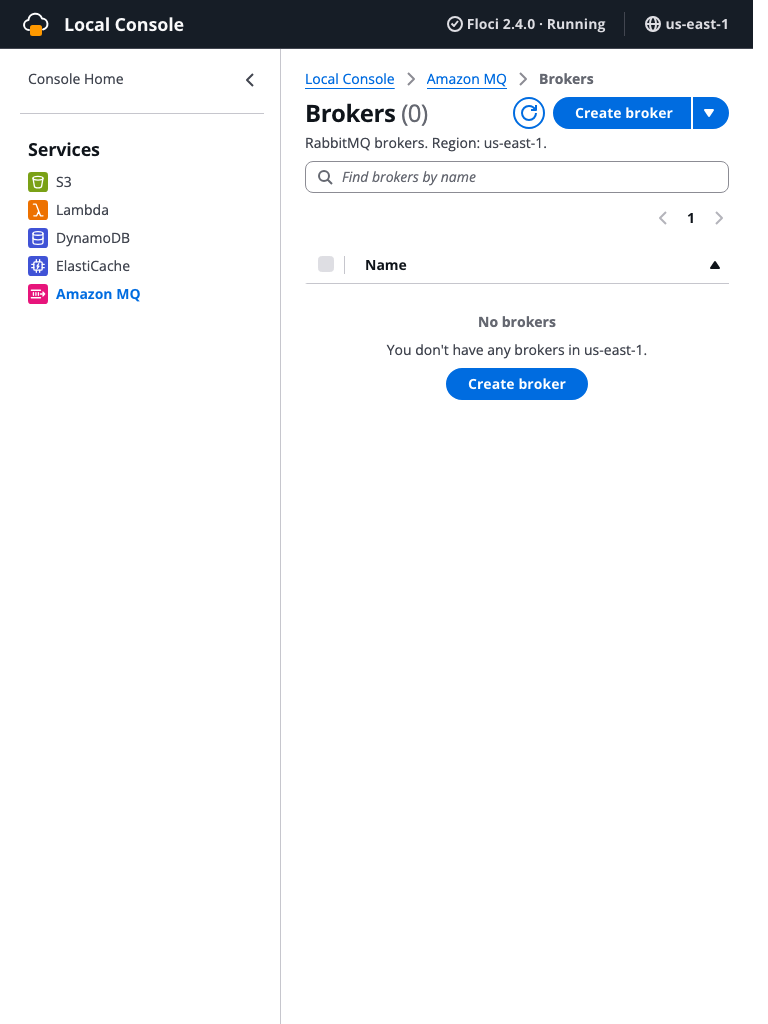 Local Console
Floci 2.4.0 · Running
us-east-1
Console Home
Services
S3
Lambda
DynamoDB
ElastiCache
Amazon MQ
Local Console
Amazon MQ
Brokers
Brokers (0)
Create broker
RabbitMQ brokers. Region: us-east-1.
Find brokers by name
1
Name
No brokers
You don't have any brokers in us-east-1.
Create broker